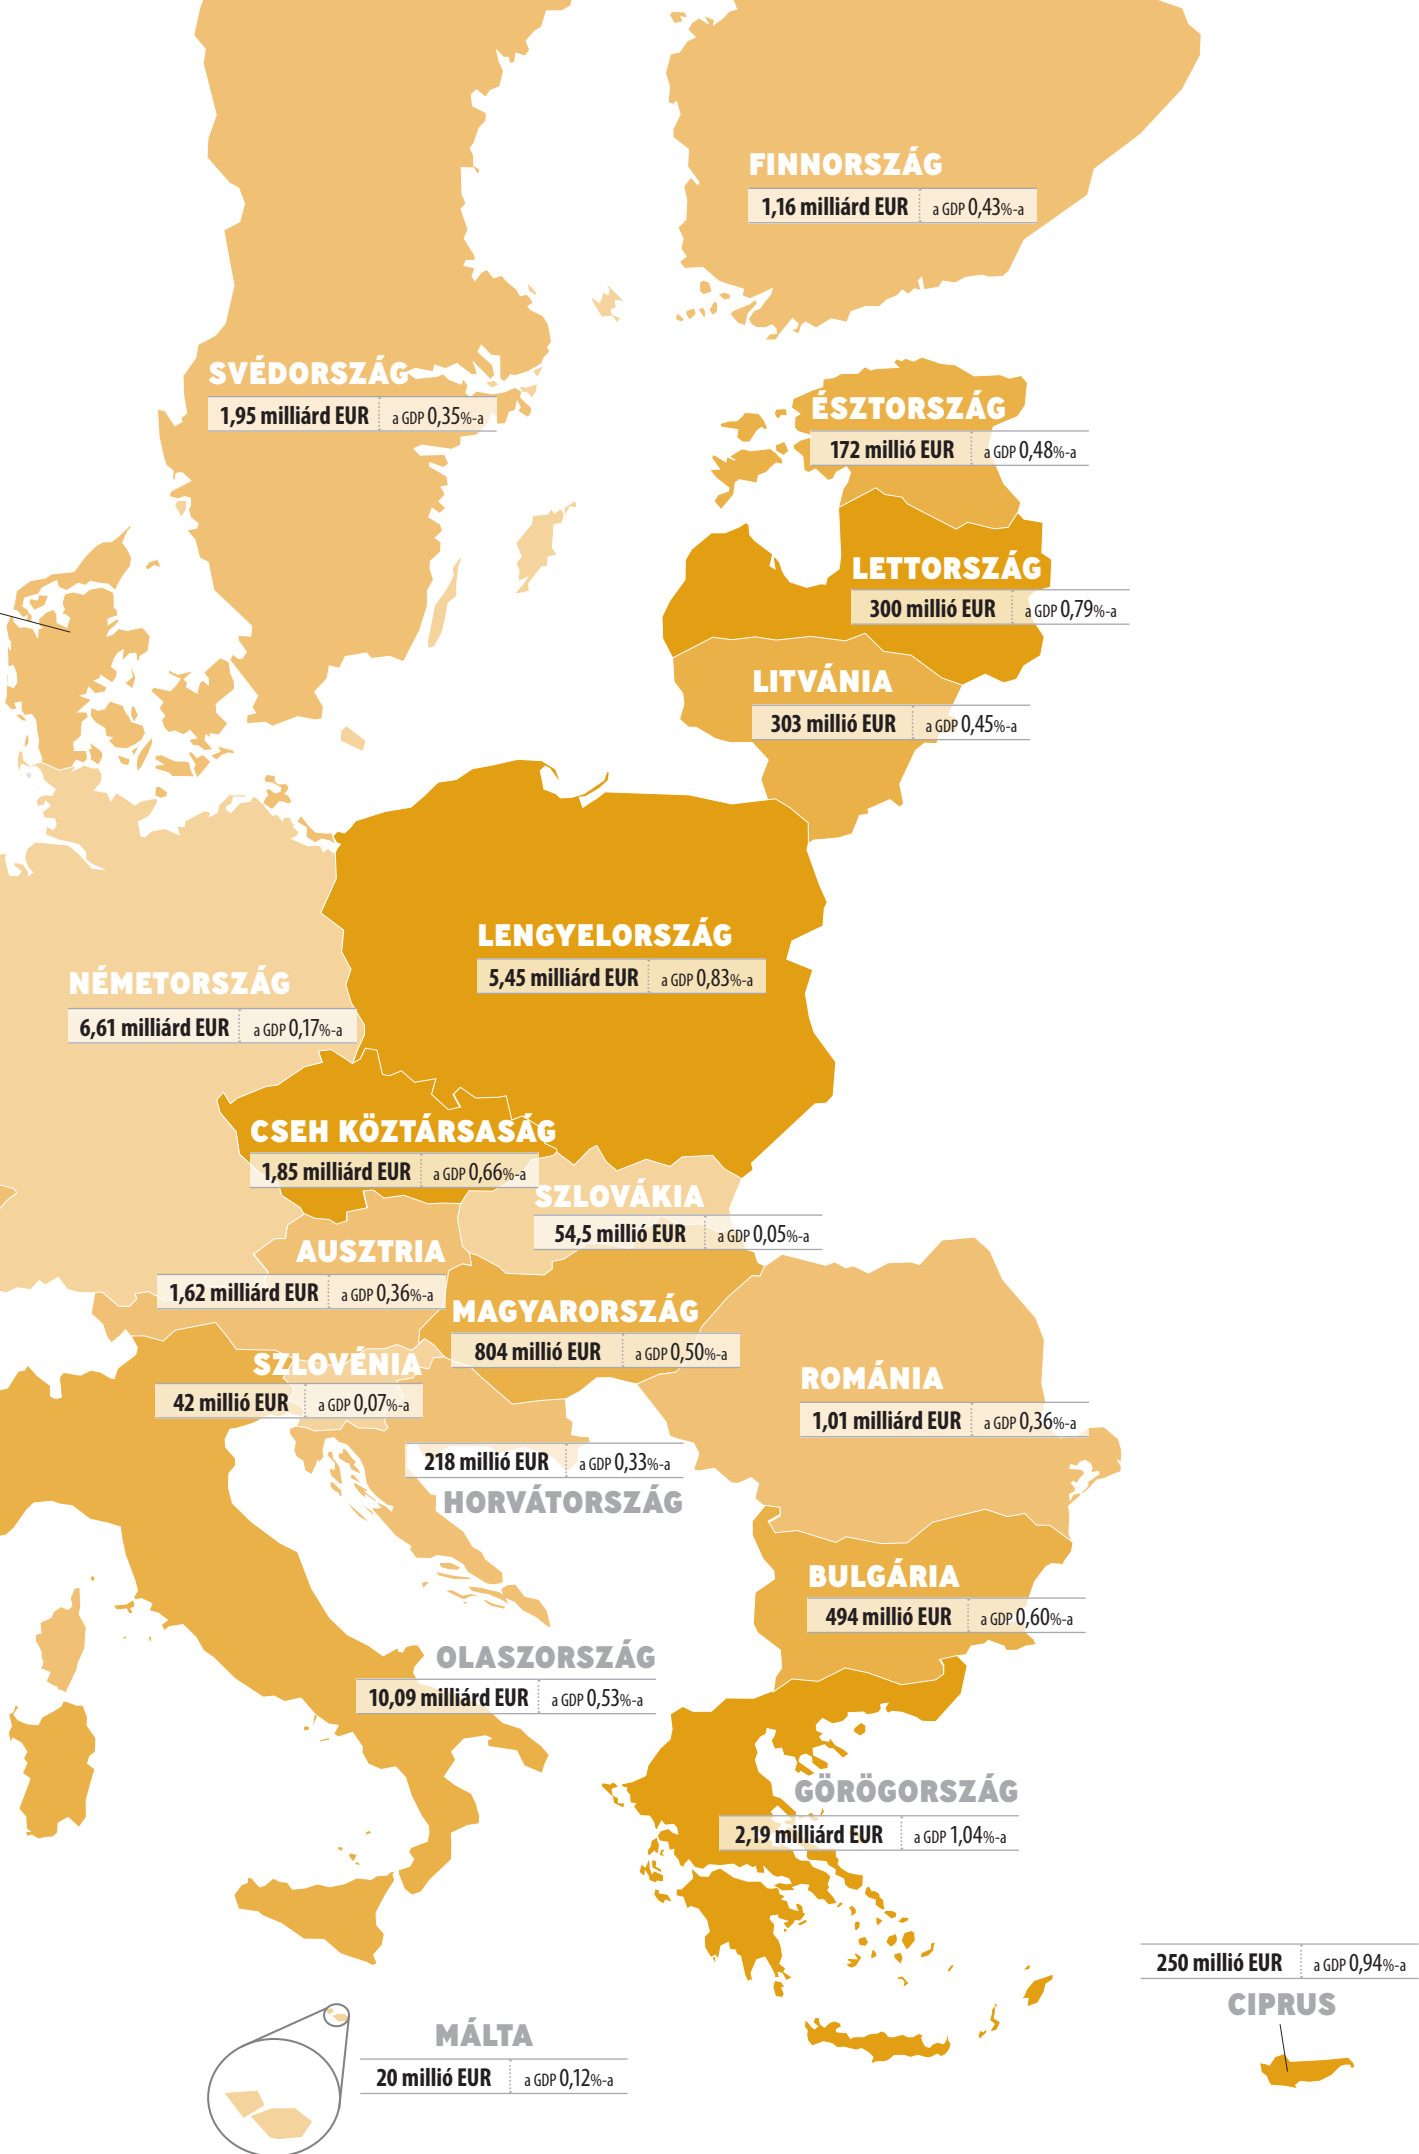 FINNORSZÁG
1,16 milliárd EUR a GDP 0,43%-a
SVÉDORSZÁG
1,95 milliárd EUR a GDP 0,35%-a
ÉSZTORSZÁG
172 millió EUR a GDP 0,48%-a
LETTORSZÁG
300 millió EUR a GDP 0,79%-a
LITVÁNIA
303 millió EUR a GDP 0,45%-a
LENGYELORSZÁG
5,45 milliárd EUR a GDP 0,83%-a
NÉMETORSZÁG
6,61 milliárd EUR a GDP 0,17%-a
CSEH KÖZTÁRSASÁG
1,85 milliárd EUR a GDP 0,66%-a
SZLOVÁKIA
54,5 millió EUR a GDP 0,05%-a
AUSZTRIA
1,62 milliárd EUR a GDP 0,36%-a
MAGYARORSZÁG
804 millió EUR a GDP 0,50%-a
SZLOVÉNIA
42 millió EUR a GDP 0,07%-a
ROMÁNIA
1,01 milliárd EUR a GDP 0,36%-a
218 millió EUR a GDP 0,33%-a
HORVÁTORSZÁG
BULGÁRIA
494 millió EUR a GDP 0,60%-a
OLASZORSZÁG
10,09 milliárd EUR a GDP 0,53%-a
GÖRÖGORSZÁG
2,19 milliárd EUR a GDP 1,04%-a
250 millió EUR a GDP 0,94%-a
CIPRUS
MÁLTA
20 millió EUR a GDP 0,12%-a